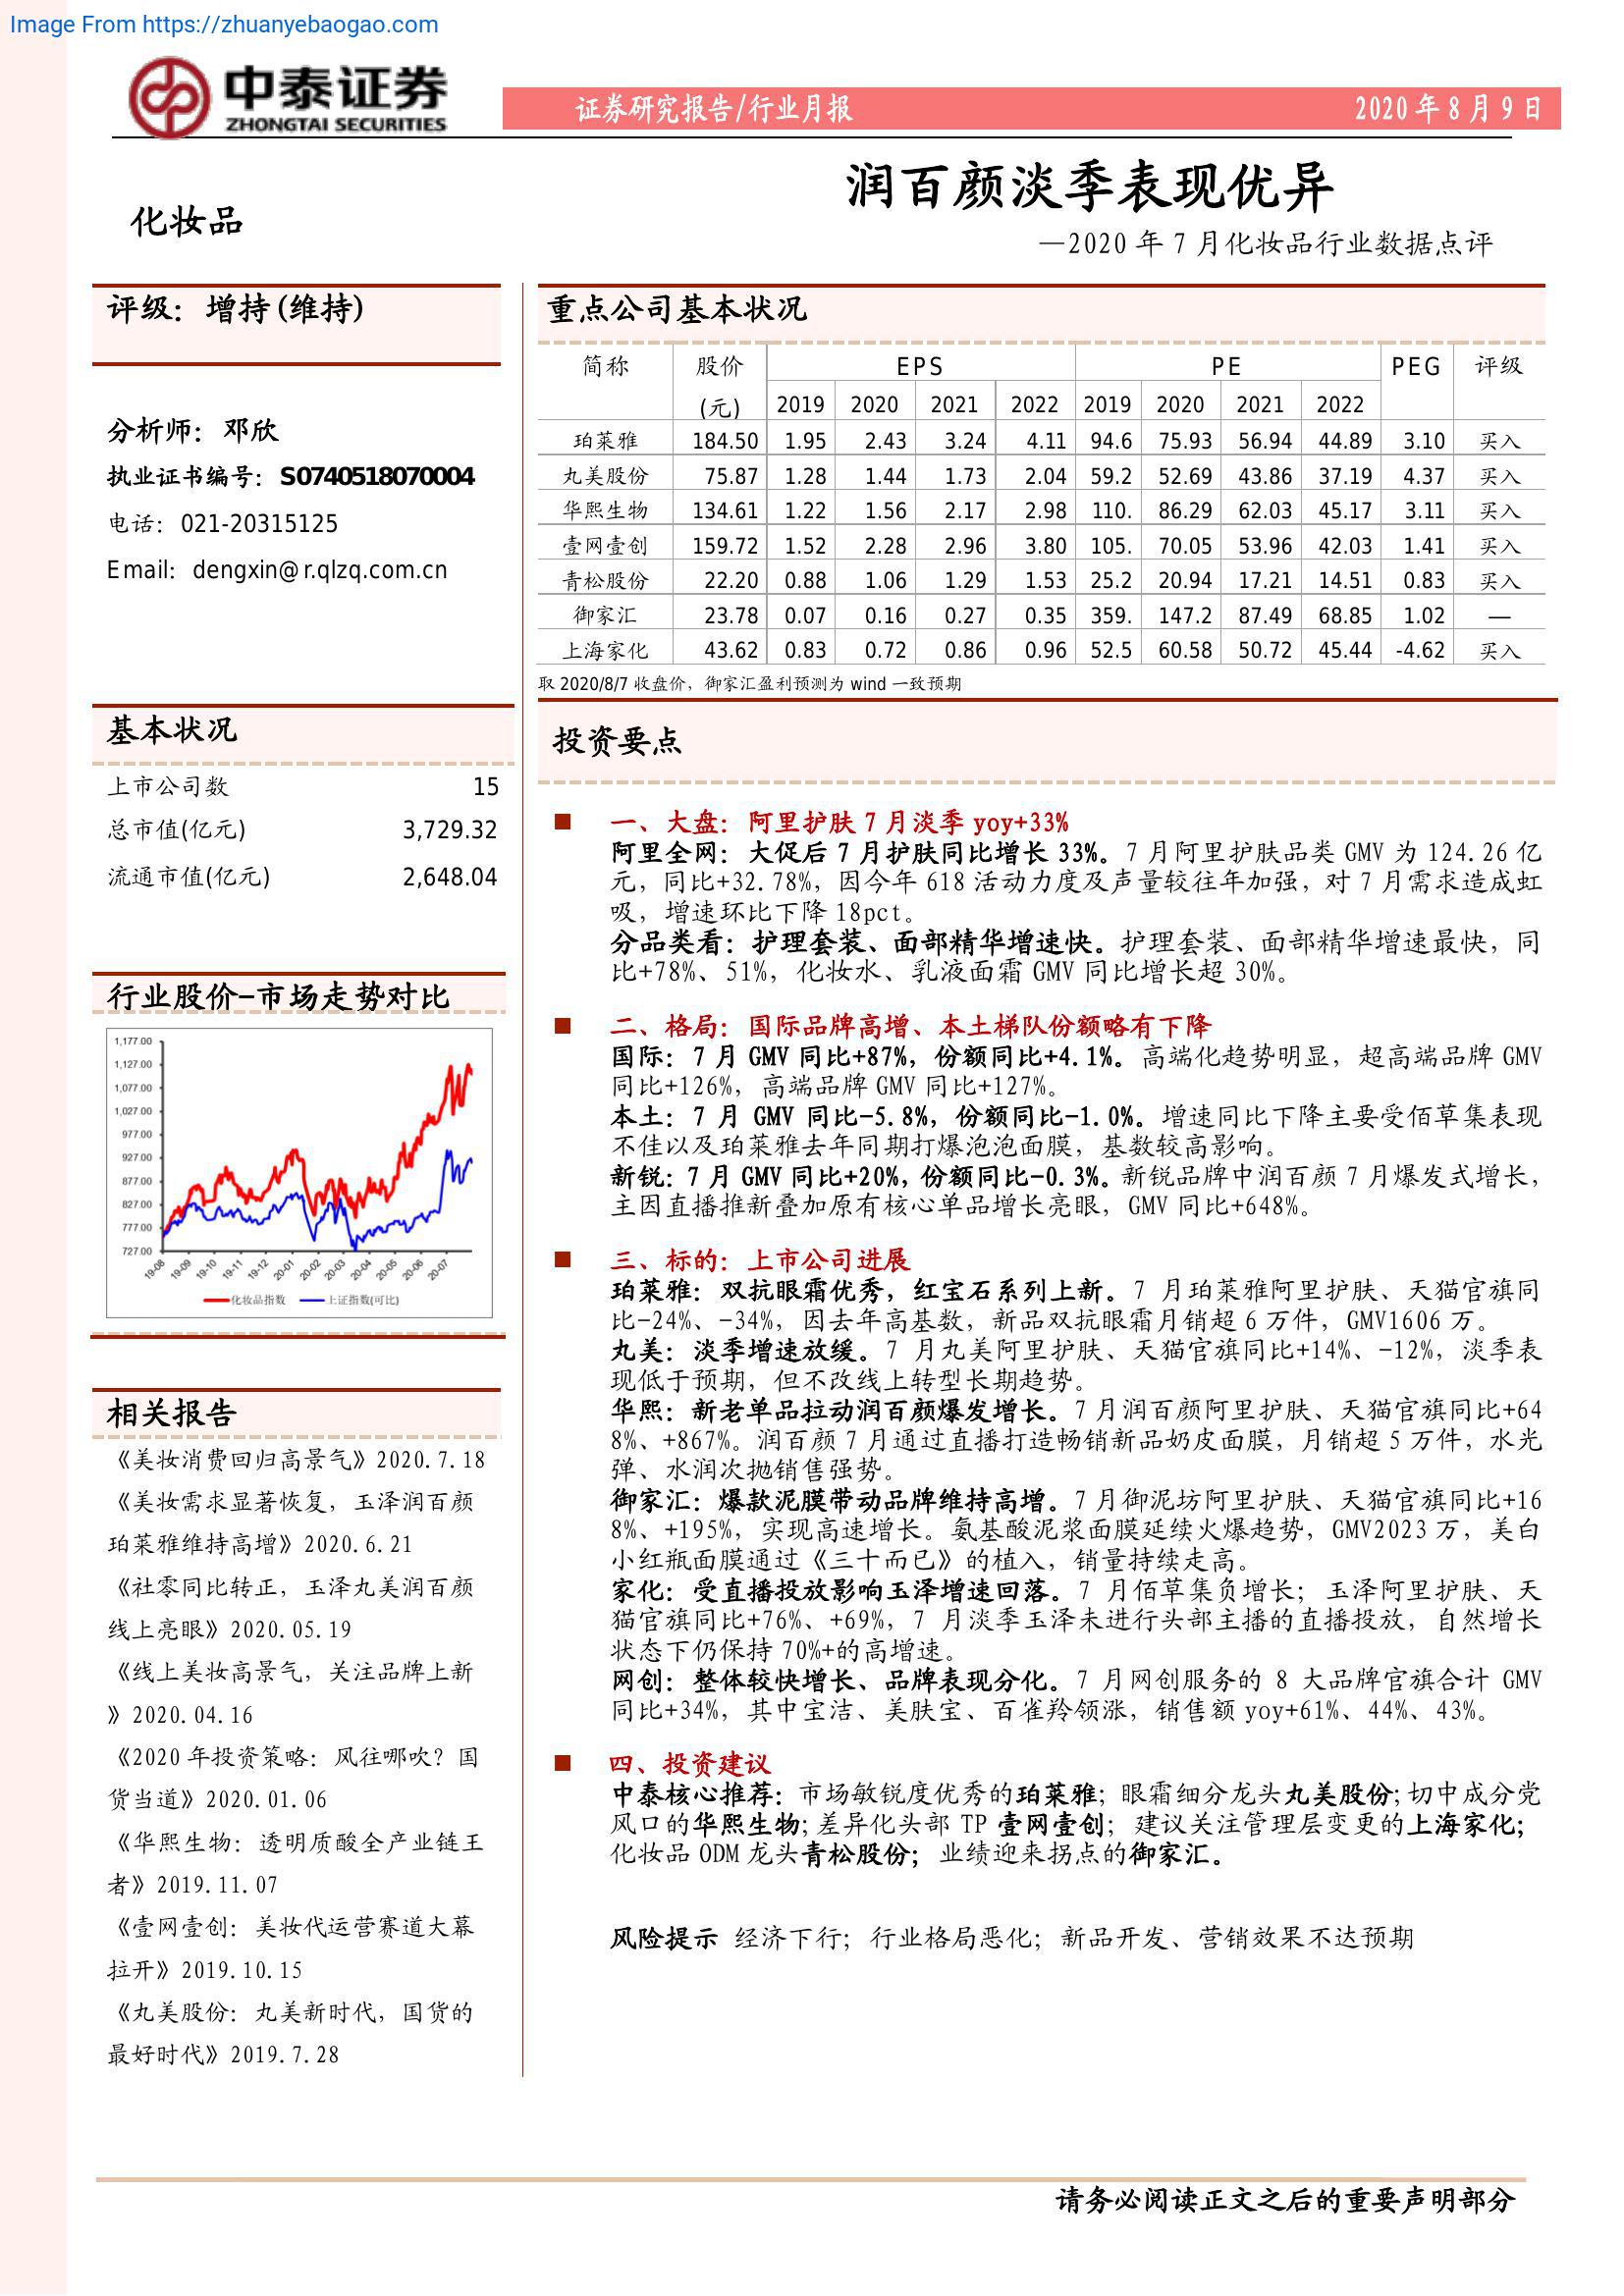 Image From https://zhuanyebaogao.com
中泰证券
ZHONGTAI SECURITIES
证券研究报告/行业月报 2020 年 8 月 9 日
化妆品
润百颜淡季表现优异
—2020 年 7 月化妆品行业数据点评
评级：增持(维持)
分析师：邓欣
执业证书编号：S0740518070004
电话：021-20315125
Email：dengxin@r.qlzq.com.cn
基本状况
上市公司数 15
总市值(亿元) 3,729.32
流通市值(亿元) 2,648.04
行业股价-市场走势对比
1,177.00
1,127.00
1,077.00
1,027.00
977.00
927.00
877.00
827.00
777.00
727.00
19-08 19-09 19-10 19-11 19-12 20-01 20-02 20-03 20-04 20-05 20-06 20-07
化妆品指数 上证指数(可比)
相关报告
《美妆消费回归高景气》2020.7.18
《美妆需求显著恢复，玉泽润百颜
珀莱雅维持高增》2020.6.21
《社零同比转正，玉泽丸美润百颜
线上亮眼》2020.05.19
《线上美妆高景气，关注品牌上新
》2020.04.16
《2020 年投资策略：风往哪吹？国
货当道》2020.01.06
《华熙生物：透明质酸全产业链王
者》2019.11.07
《壹网壹创：美妆代运营赛道大幕
拉开》2019.10.15
《丸美股份：丸美新时代，国货的
最好时代》2019.7.28
重点公司基本状况
简称 股价 EPS PE PEG 评级
(元) 2019 2020 2021 2022 2019 2020 2021 2022
珀莱雅 184.50 1.95 2.43 3.24 4.11 94.6 75.93 56.94 44.89 3.10 买入
丸美股份 75.87 1.28 1.44 1.73 2.04 59.2 52.69 43.86 37.19 4.37 买入
华熙生物 134.61 1.22 1.56 2.17 2.98 110. 86.29 62.03 45.17 3.11 买入
壹网壹创 159.72 1.52 2.28 2.96 3.80 105. 70.05 53.96 42.03 1.41 买入
青松股份 22.20 0.88 1.06 1.29 1.53 25.2 20.94 17.21 14.51 0.83 买入
御家汇 23.78 0.07 0.16 0.27 0.35 359. 147.2 87.49 68.85 1.02 —
上海家化 43.62 0.83 0.72 0.86 0.96 52.5 60.58 50.72 45.44 -4.62 买入
取 2020/8/7 收盘价，御家汇盈利预测为 wind 一致预期
投资要点
■ 一、大盘：阿里护肤 7 月淡季 yoy+33%
阿里全网：大促后 7 月护肤同比增长 33%。7 月阿里护肤品类 GMV 为 124.26 亿
元，同比+32.78%，因今年 618 活动力度及声量较往年加强，对 7 月需求造成虹
吸，增速环比下降 18pct。
分品类看：护理套装、面部精华增速快。护理套装、面部精华增速最快，同
比+78%、51%，化妆水、乳液面霜 GMV 同比增长超 30%。
■ 二、格局：国际品牌高增、本土梯队份额略有下降
国际：7 月 GMV 同比+87%，份额同比+4.1%。高端化趋势明显，超高端品牌 GMV
同比+126%，高端品牌 GMV 同比+127%。
本土：7 月 GMV 同比-5.8%，份额同比-1.0%。增速同比下降主要受佰草集表现
不佳以及珀莱雅去年同期打爆泡泡面膜，基数较高影响。
新锐：7 月 GMV 同比+20%，份额同比-0.3%。新锐品牌中润百颜 7 月爆发式增长，
主因直播推新叠加原有核心单品增长亮眼，GMV 同比+648%。
■ 三、标的：上市公司进展
珀莱雅：双抗眼霜优秀，红宝石系列上新。7 月珀莱雅阿里护肤、天猫官旗同
比-24%、-34%，因去年高基数，新品双抗眼霜月销超 6 万件，GMV1606 万。
丸美：淡季增速放缓。7 月丸美阿里护肤、天猫官旗同比+14%、-12%，淡季表
现低于预期，但不改线上转型长期趋势。
华熙：新老单品拉动润百颜爆发增长。7 月润百颜阿里护肤、天猫官旗同比+64
8%、+867%。润百颜 7 月通过直播打造畅销新品奶皮面膜，月销超 5 万件，水光
弹、水润次抛销售强势。
御家汇：爆款泥膜带动品牌维持高增。7 月御泥坊阿里护肤、天猫官旗同比+16
8%、+195%，实现高速增长。氨基酸泥浆面膜延续火爆趋势，GMV2023 万，美白
小红瓶面膜通过《三十而已》的植入，销量持续走高。
家化：受直播投放影响玉泽增速回落。7 月佰草集负增长；玉泽阿里护肤、天
猫官旗同比+76%、+69%，7 月淡季玉泽未进行头部主播的直播投放，自然增长
状态下仍保持 70%+的高增速。
网创：整体较快增长、品牌表现分化。7 月网创服务的 8 大品牌官旗合计 GMV
同比+34%，其中宝洁、美肤宝、百雀羚领涨，销售额 yoy+61%、44%、43%。
■ 四、投资建议
中泰核心推荐：市场敏锐度优秀的珀莱雅；眼霜细分龙头丸美股份;切中成分党
风口的华熙生物;差异化头部 TP 壹网壹创；建议关注管理层变更的上海家化；
化妆品 ODM 龙头青松股份；业绩迎来拐点的御家汇。
风险提示 经济下行；行业格局恶化；新品开发、营销效果不达预期
请务必阅读正文之后的重要声明部分